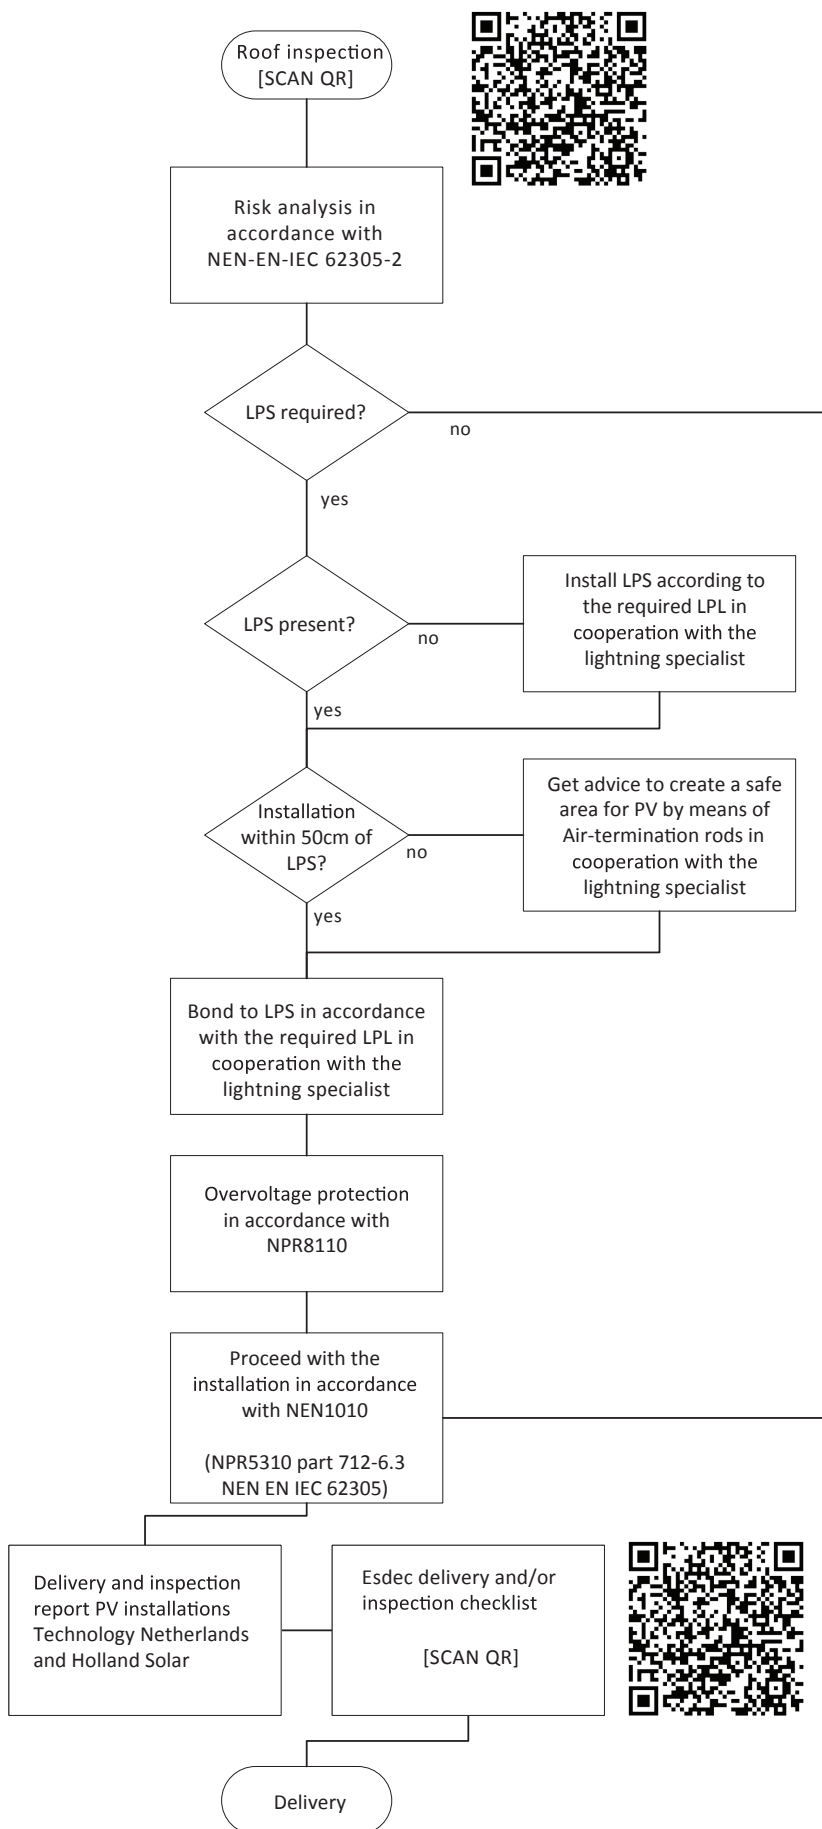 Roof inspection
[SCAN QR]
Risk analysis in
accordance with
NEN-EN-IEC 62305-2
LPS required?
no
yes
LPS present?
no
Install LPS according to
the required LPL in
cooperation with the
lightning specialist
yes
Installation
within 50cm of
LPS?
no
Get advice to create a safe
area for PV by means of
Air-termination rods in
cooperation with the
lightning specialist
yes
Bond to LPS in accordance
with the required LPL in
cooperation with the
lightning specialist
Overvoltage protection
in accordance with
NPR8110
Proceed with the
installation in accordance
with NEN1010
(NPR5310 part 712-6.3
NEN EN IEC 62305)
Delivery and inspection
report PV installations
Technology Netherlands
and Holland Solar
Esdec delivery and/or
inspection checklist
[SCAN QR]
Delivery